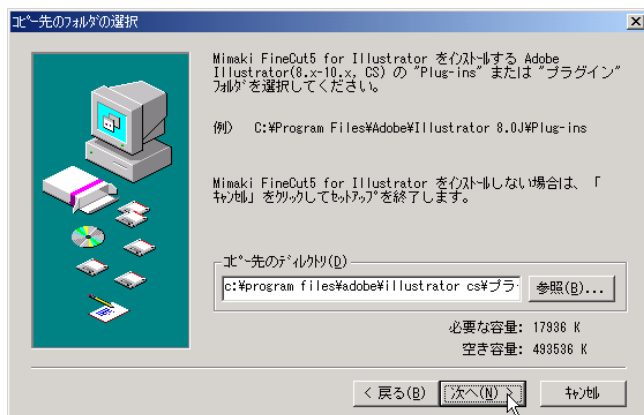 コピー先のフォルダの選択
Mimaki FineCut5 for Illustrator をインストールする Adobe
Illustrator(8.x-10.x, CS) の "Plug-ins" または "プラグイン"
フォルダを選択してください。
例) C:¥Program Files¥Adobe¥Illustrator 8.0J¥Plug-ins
Mimaki FineCut5 for Illustrator をインストールしない場合は、「
キャンセル」をクリックしてセットアップを終了します。
コピー先のディレクトリ(D)
c:¥program files¥adobe¥illustrator cs¥プラ
参照(B)...
必要な容量: 17936 K
空き容量: 493536 K
< 戻る(B)
次へ(N) >
キャンセル